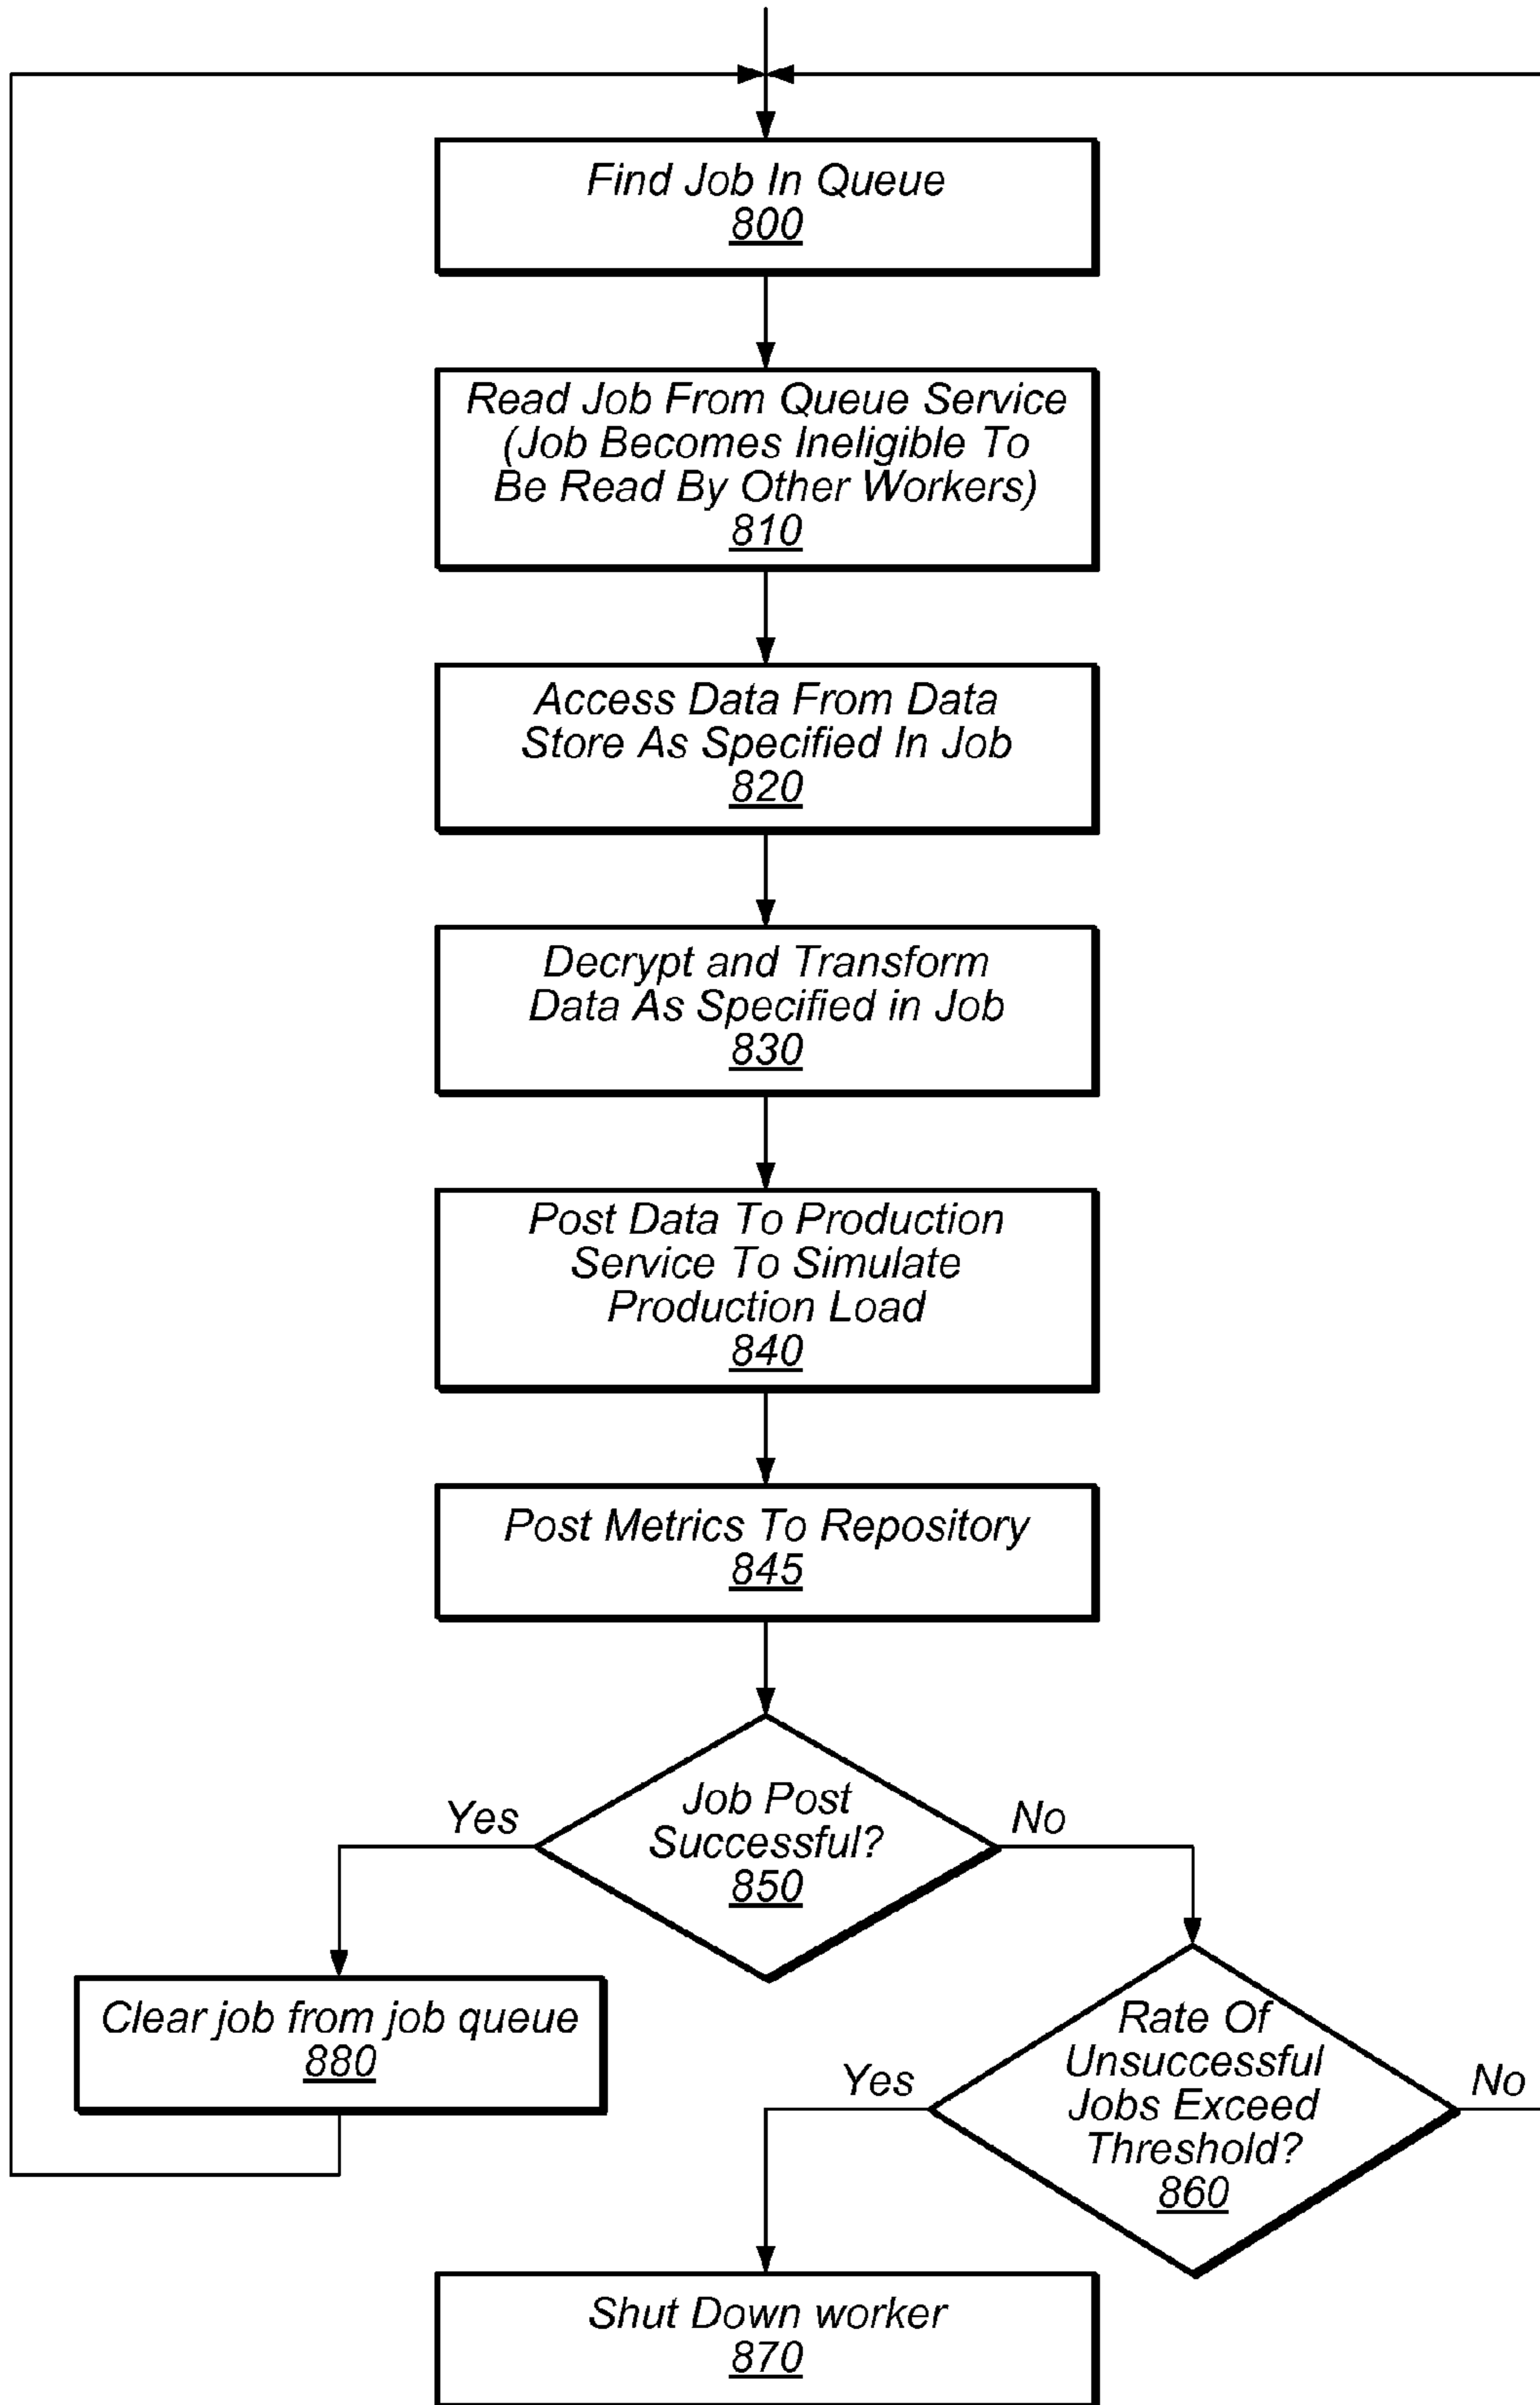 Find Job In Queue
800
Read Job From Queue Service
(Job Becomes Ineligible To
Be Read By Other Workers)
810
Access Data From Data
Store As Specified In Job
820
Decrypt and Transform
Data As Specified in Job
830
Post Data To Production
Service To Simulate
Production Load
840
Post Metrics To Repository
845
Job Post
Successful?
850
Yes
No
Clear job from job queue
880
Rate Of
Unsuccessful
Jobs Exceed
Threshold?
860
Yes
No
Shut Down worker
870